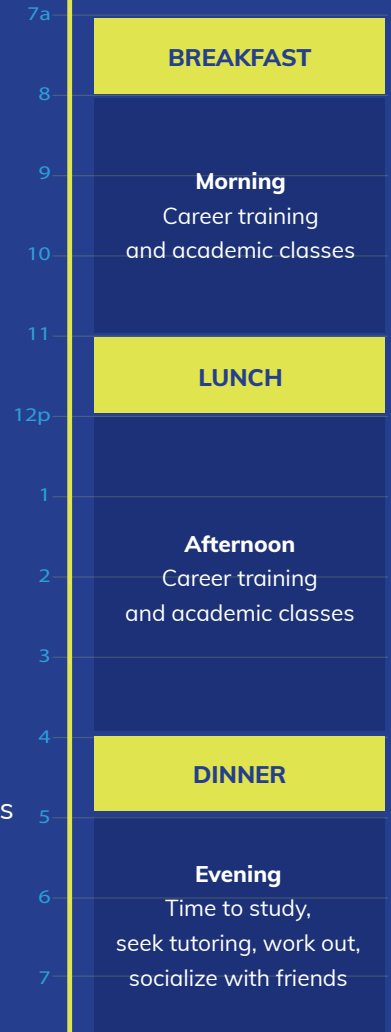 7a
BREAKFAST
8
9
Morning
Career training
10
and academic classes
11
LUNCH
12p
1
Afternoon
2
Career training
and academic classes
3
4
DINNER
s
5
Evening
6
Time to study,
seek tutoring, work out,
7
socialize with friends